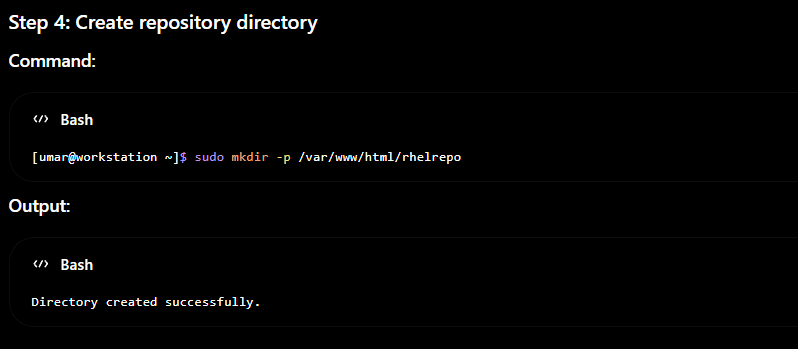 Step 4: Create repository directory
Command:
Bash
[umar@workstation ~]$ sudo mkdir -p /var/www/html/rhelrepo
Output:
Bash
Directory created successfully.